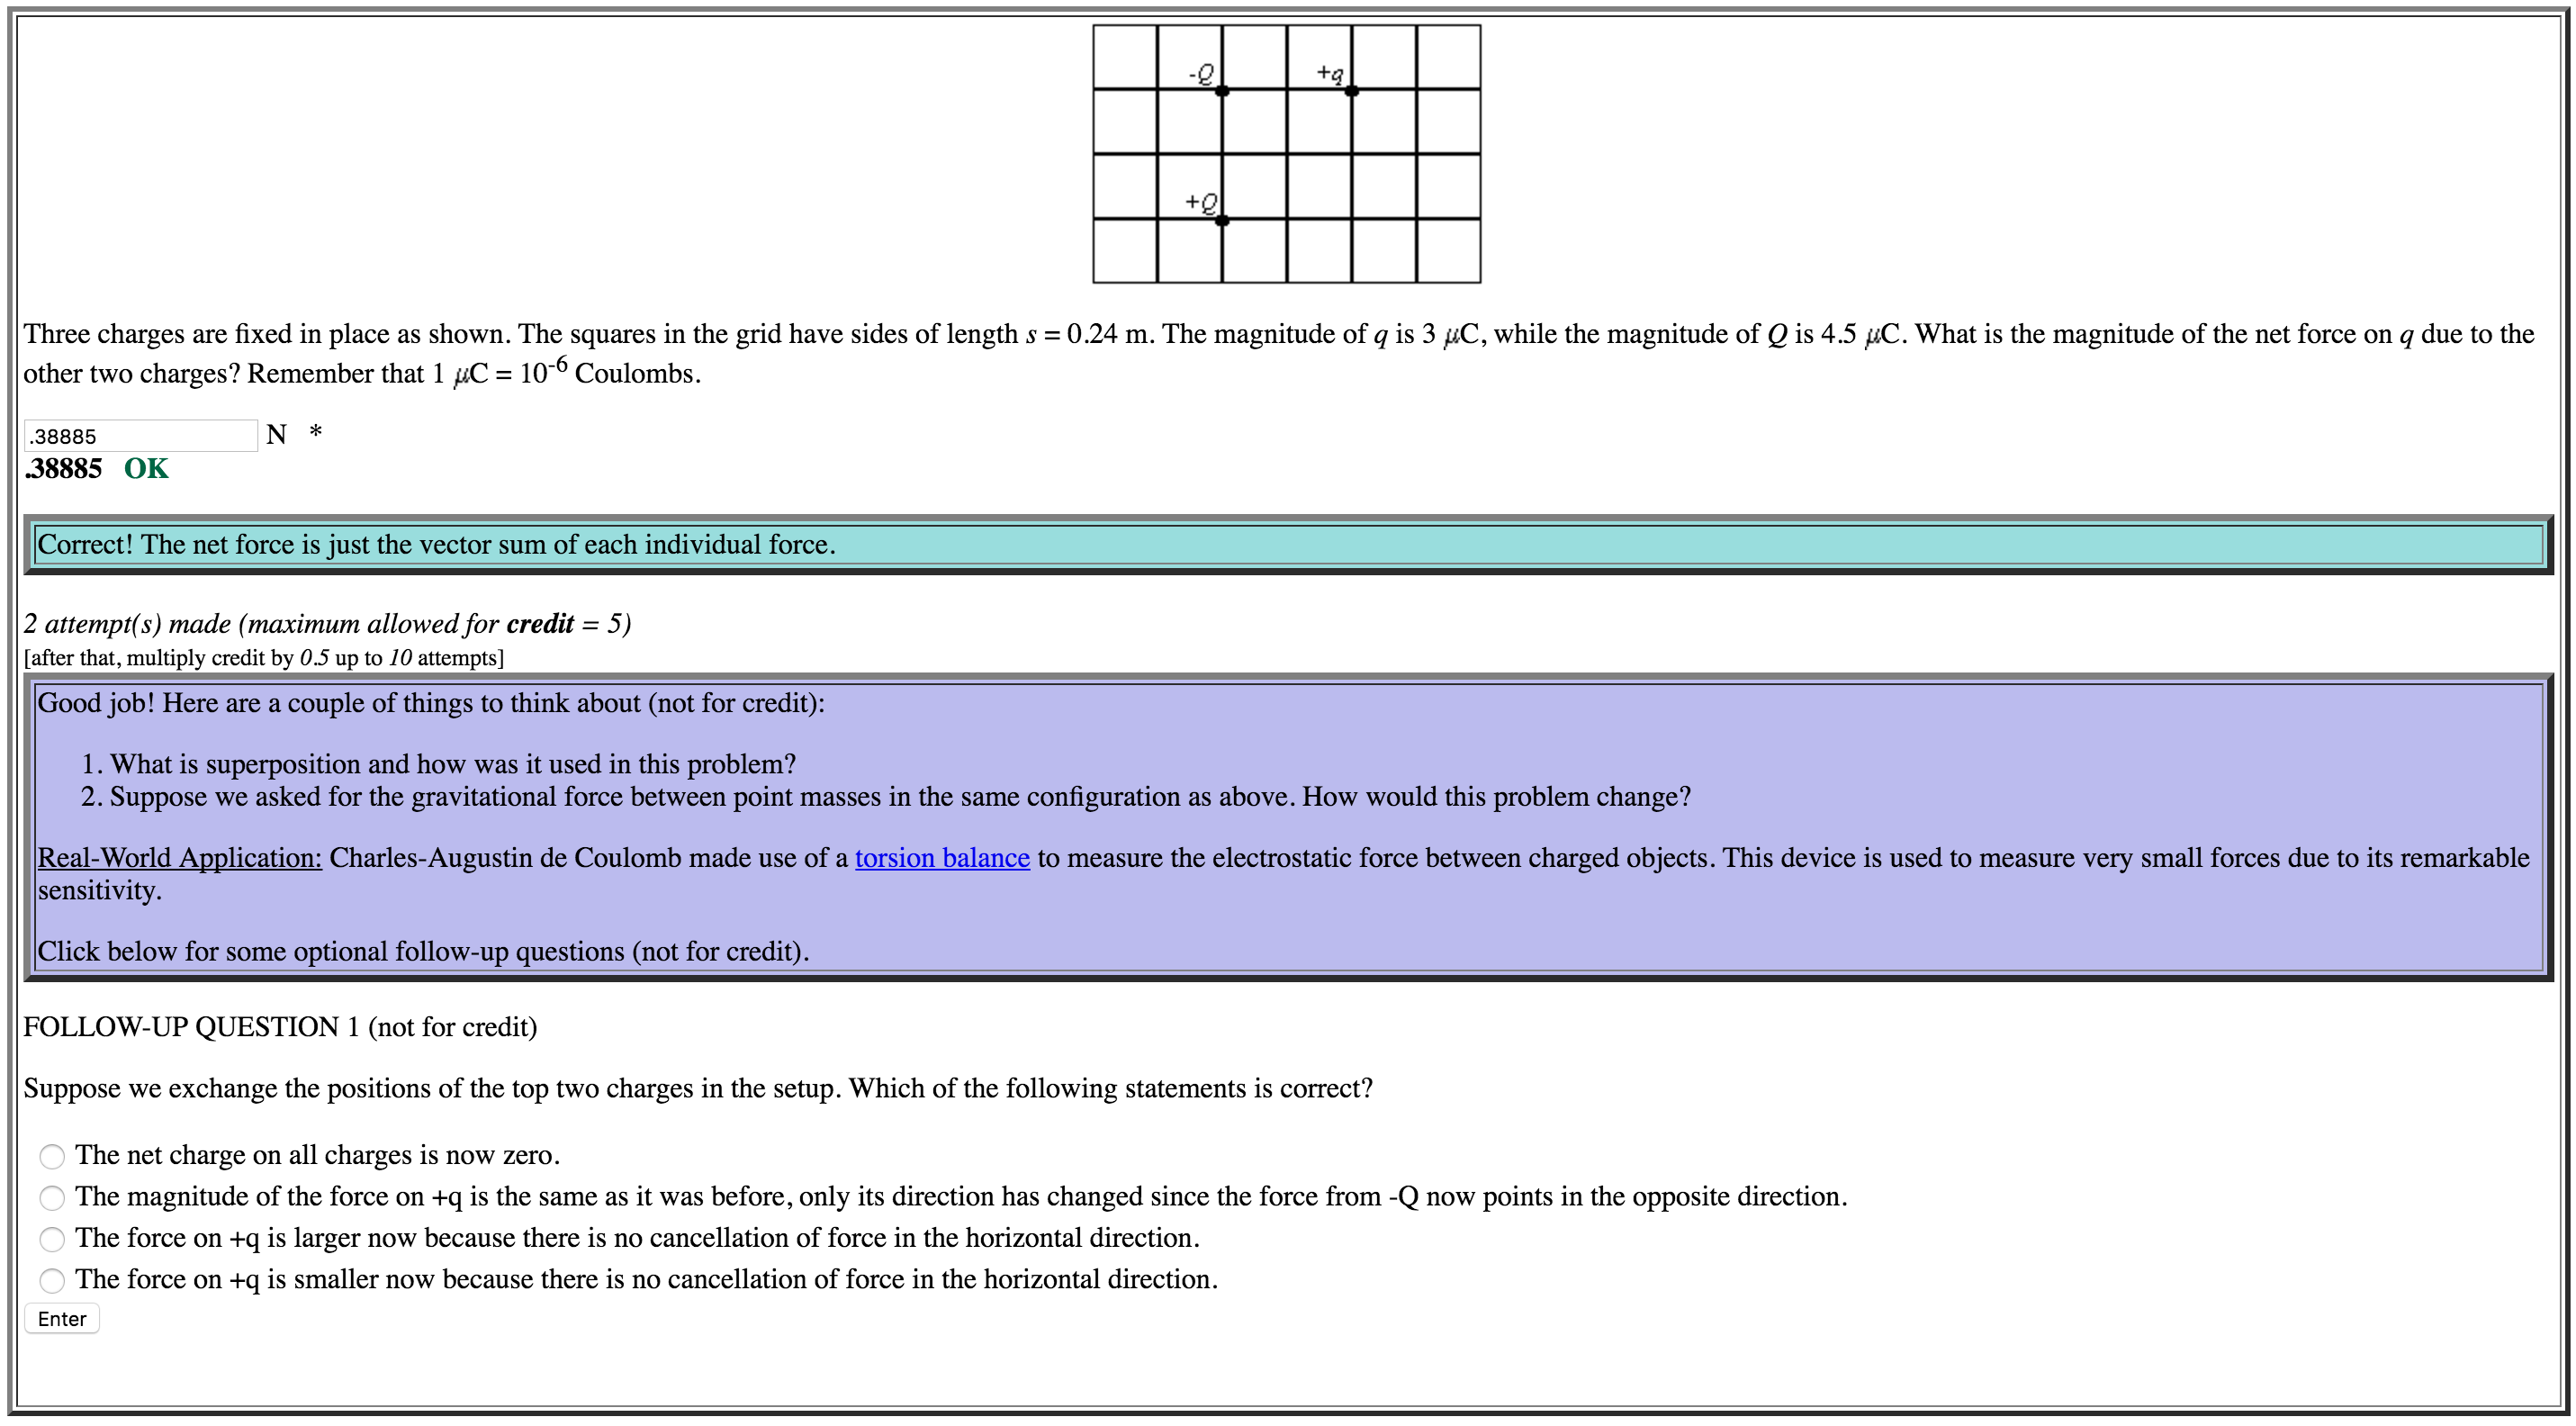 -Q
+q
+Q
Three charges are fixed in place as shown. The squares in the grid have sides of length s = 0.24 m. The magnitude of q is 3 μC, while the magnitude of Q is 4.5 μC. What is the magnitude of the net force on q due to the
other two charges? Remember that 1 μC = 10⁻⁶ Coulombs.
.38885 N *
.38885 OK
Correct! The net force is just the vector sum of each individual force.
2 attempt(s) made (maximum allowed for credit = 5)
[after that, multiply credit by 0.5 up to 10 attempts]
Good job! Here are a couple of things to think about (not for credit):
1. What is superposition and how was it used in this problem?
2. Suppose we asked for the gravitational force between point masses in the same configuration as above. How would this problem change?
Real-World Application: Charles-Augustin de Coulomb made use of a torsion balance to measure the electrostatic force between charged objects. This device is used to measure very small forces due to its remarkable
sensitivity.
Click below for some optional follow-up questions (not for credit).
FOLLOW-UP QUESTION 1 (not for credit)
Suppose we exchange the positions of the top two charges in the setup. Which of the following statements is correct?
The net charge on all charges is now zero.
The magnitude of the force on +q is the same as it was before, only its direction has changed since the force from -Q now points in the opposite direction.
The force on +q is larger now because there is no cancellation of force in the horizontal direction.
The force on +q is smaller now because there is no cancellation of force in the horizontal direction.
Enter